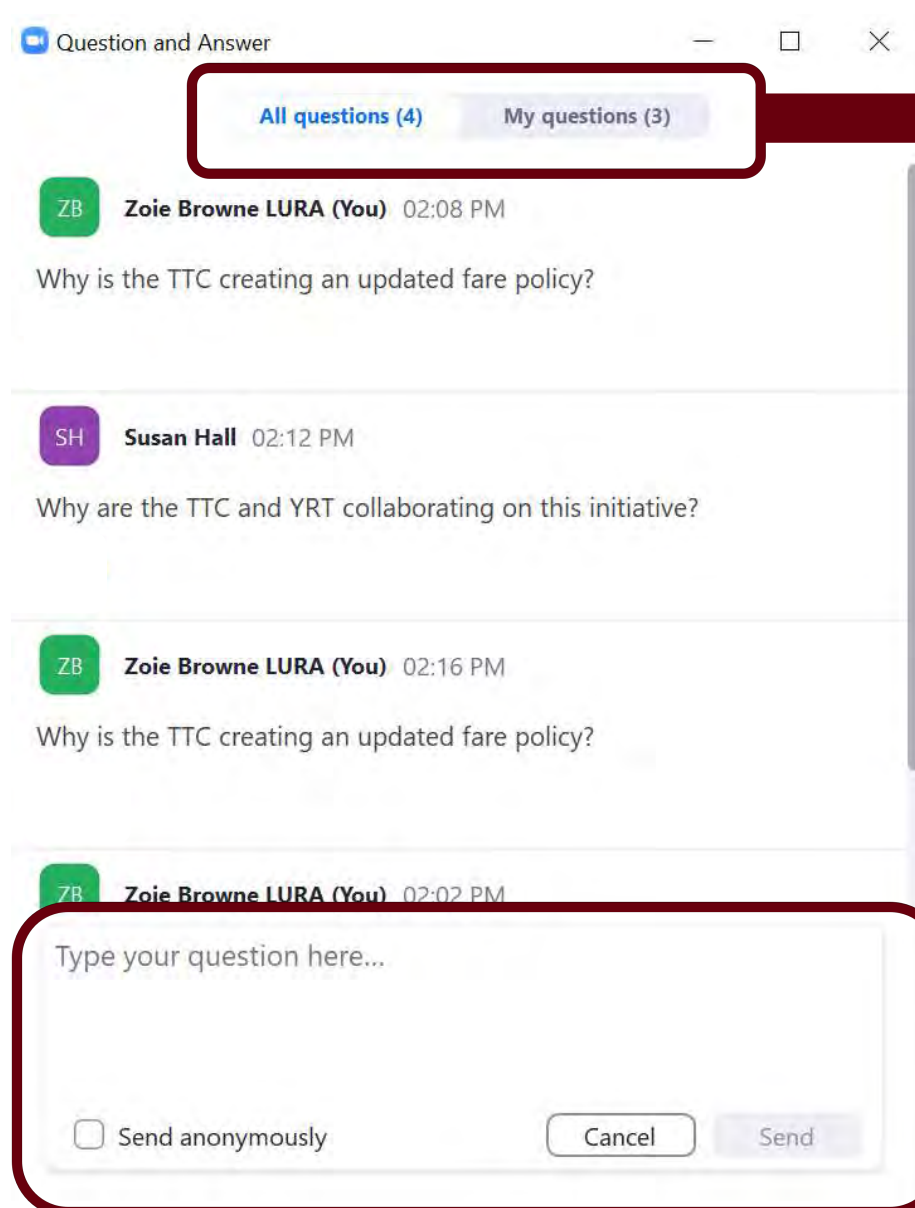 Question and Answer
All questions (4) My questions (3)
ZB Zoie Browne LURA (You) 02:08 PM
Why is the TTC creating an updated fare policy?
SH Susan Hall 02:12 PM
Why are the TTC and YRT collaborating on this initiative?
ZB Zoie Browne LURA (You) 02:16 PM
Why is the TTC creating an updated fare policy?
ZB Zoie Browne LURA (You) 02:02 PM
Type your question here...
Send anonymously Cancel Send